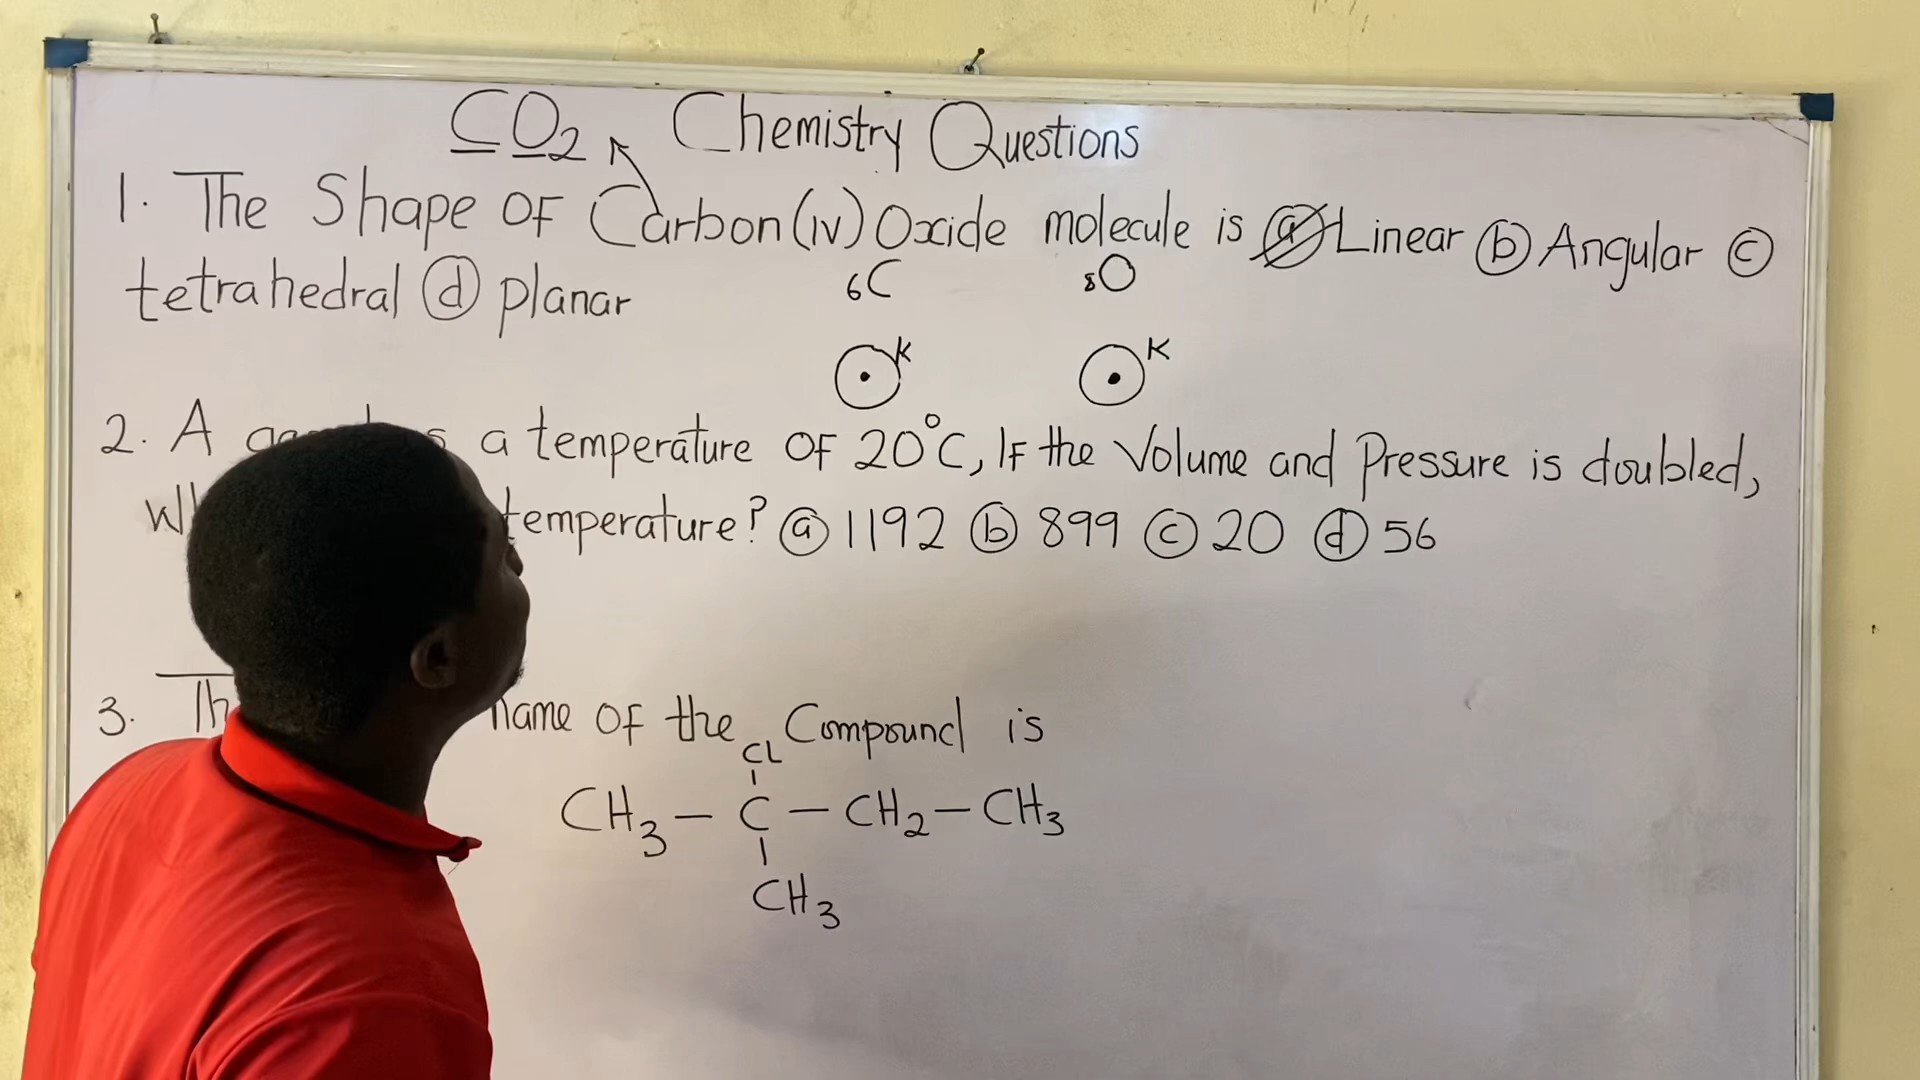 CO2 Chemistry Questions
1. The Shape OF Carbon(iv) Oxide molecule is (a) Linear (b) Angular (c)
tetrahedral (d) planar
6C 8O
K K
2. A a temperature OF 20°C, IF the Volume and Pressure is doubled,
temperature? (a) 1192 (b) 899 (c) 20 (d) 56
3. name OF the Compound is
CL
CH3 — C — CH2 — CH3
CH3